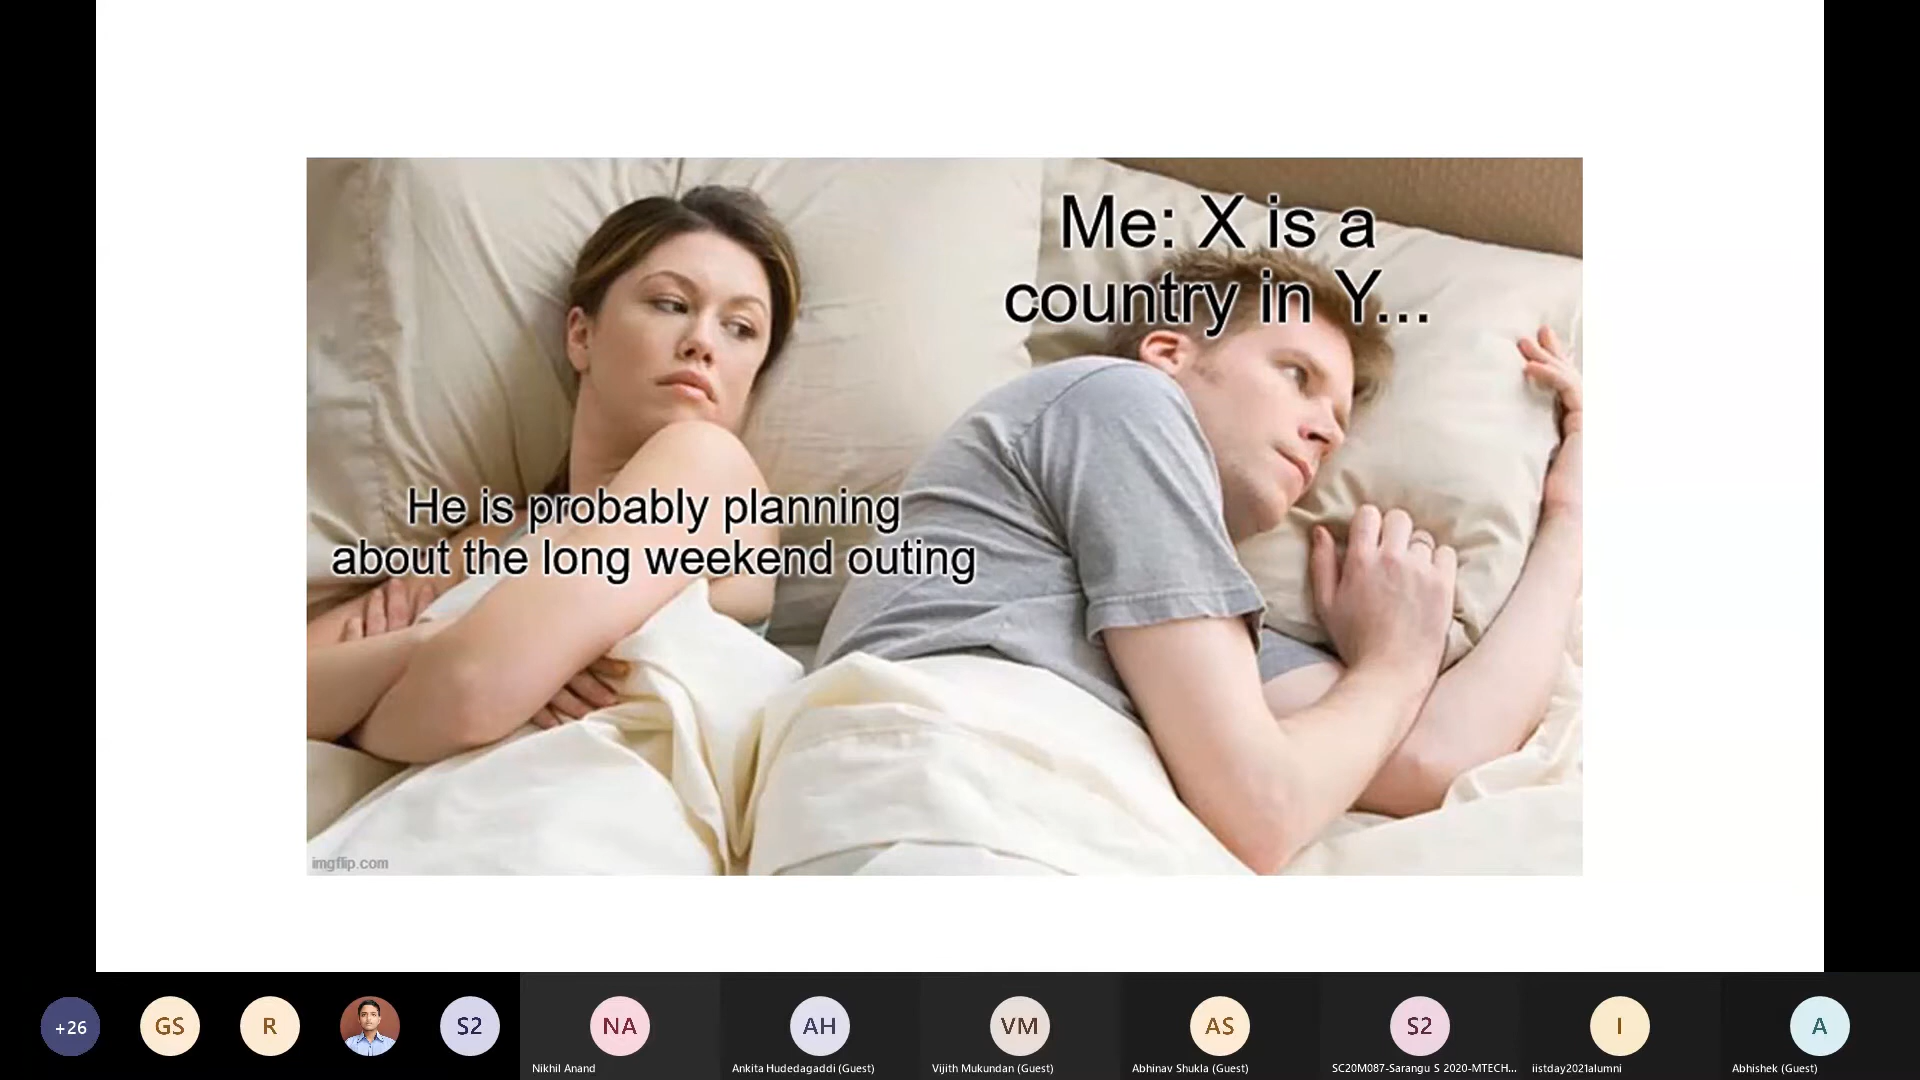 Me: X is a
country in Y...
He is probably planning
about the long weekend outing
imgflip.com
+26
GS
R
S2
NA
AH
VM
AS
S2
I
A
Nikhil Anand
Ankita Hudedagaddi (Guest)
Vijith Mukundan (Guest)
Abhinav Shukla (Guest)
SC20M087-Sarangu S 2020-MTECH...
iistday2021alumni
Abhishek (Guest)